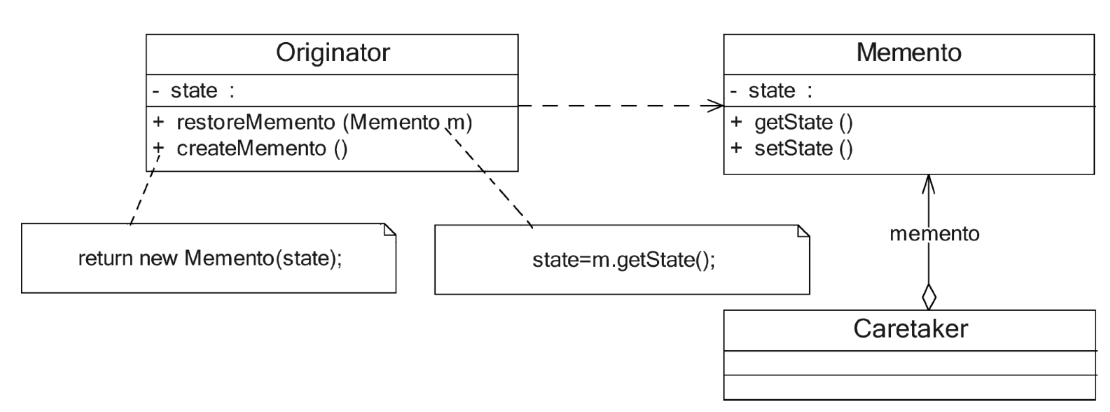 Originator
- state :
+ restoreMemento (Memento m)
+ createMemento ()
return new Memento(state);
state=m.getState();
Memento
- state :
+ getState ()
+ setState ()
memento
Caretaker